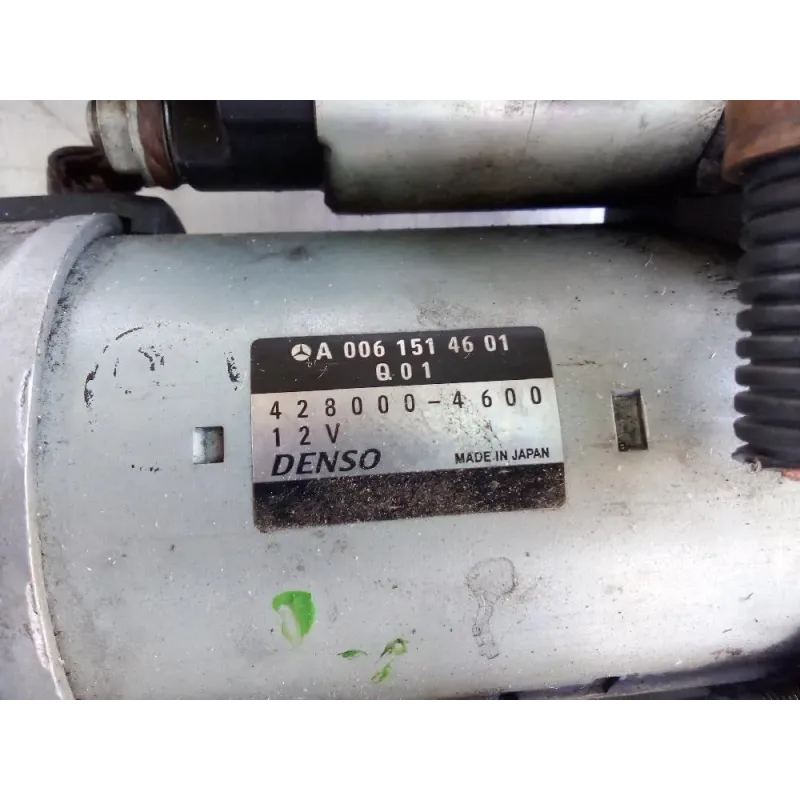 A 006 151 46 01
Q01
428000-4600
12V
DENSO MADE IN JAPAN